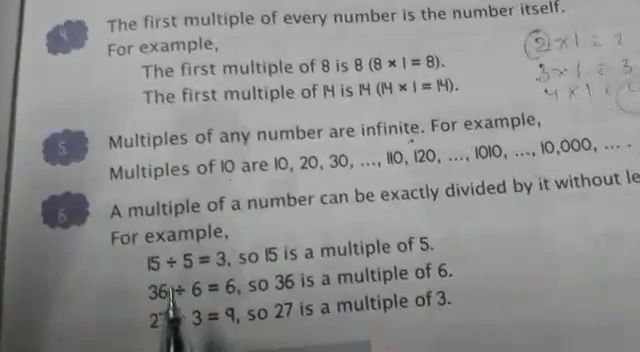 The first multiple of every number is the number itself.
For example,
The first multiple of 8 is 8 (8 × 1 = 8).
The first multiple of 14 is 14 (14 × 1 = 14).
2 × 1 = 2
3 × 1 = 3
4 × 1 =
5
Multiples of any number are infinite. For example,
Multiples of 10 are 10, 20, 30, ..., 110, 120, ..., 1010, ..., 10,000, ... .
6
A multiple of a number can be exactly divided by it without
For example,
15 ÷ 5 = 3, so 15 is a multiple of 5.
36 ÷ 6 = 6, so 36 is a multiple of 6.
3 = 9, so 27 is a multiple of 3.